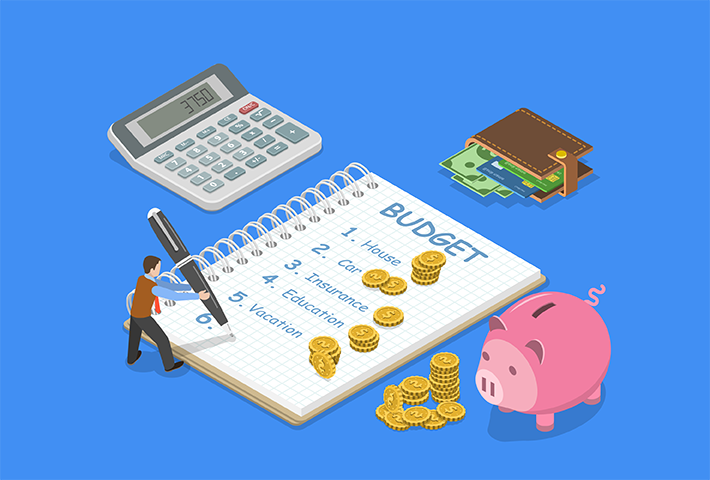 3750
BUDGET
1. House
2. Car
3. Insurance
4. Education
5. Vacation
6.